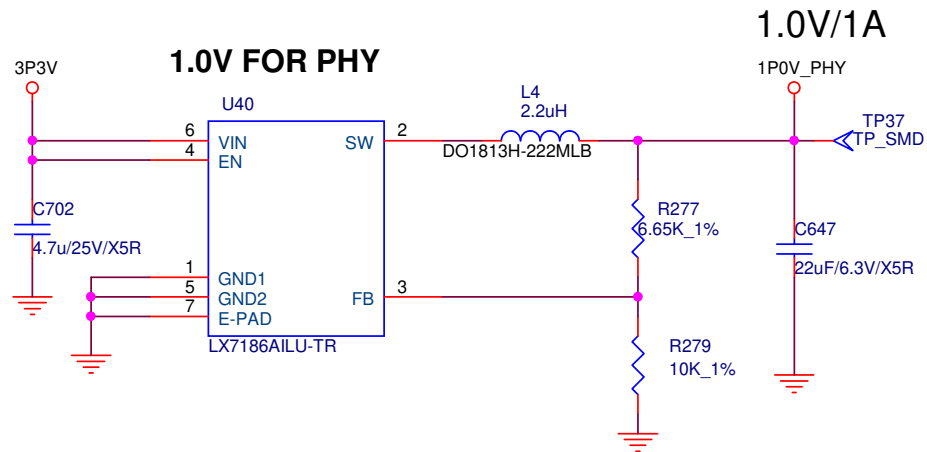 1.0V/1A
1.0V FOR PHY
3P3V
1P0V_PHY
U40
L4
2.2uH
TP37
TP_SMD
6
VIN
SW
2
4
EN
DO1813H-222MLB
C702
4.7u/25V/X5R
R277
6.65K_1%
C647
22uF/6.3V/X5R
1
GND1
5
GND2
FB
3
7
E-PAD
LX7186AILU-TR
R279
10K_1%